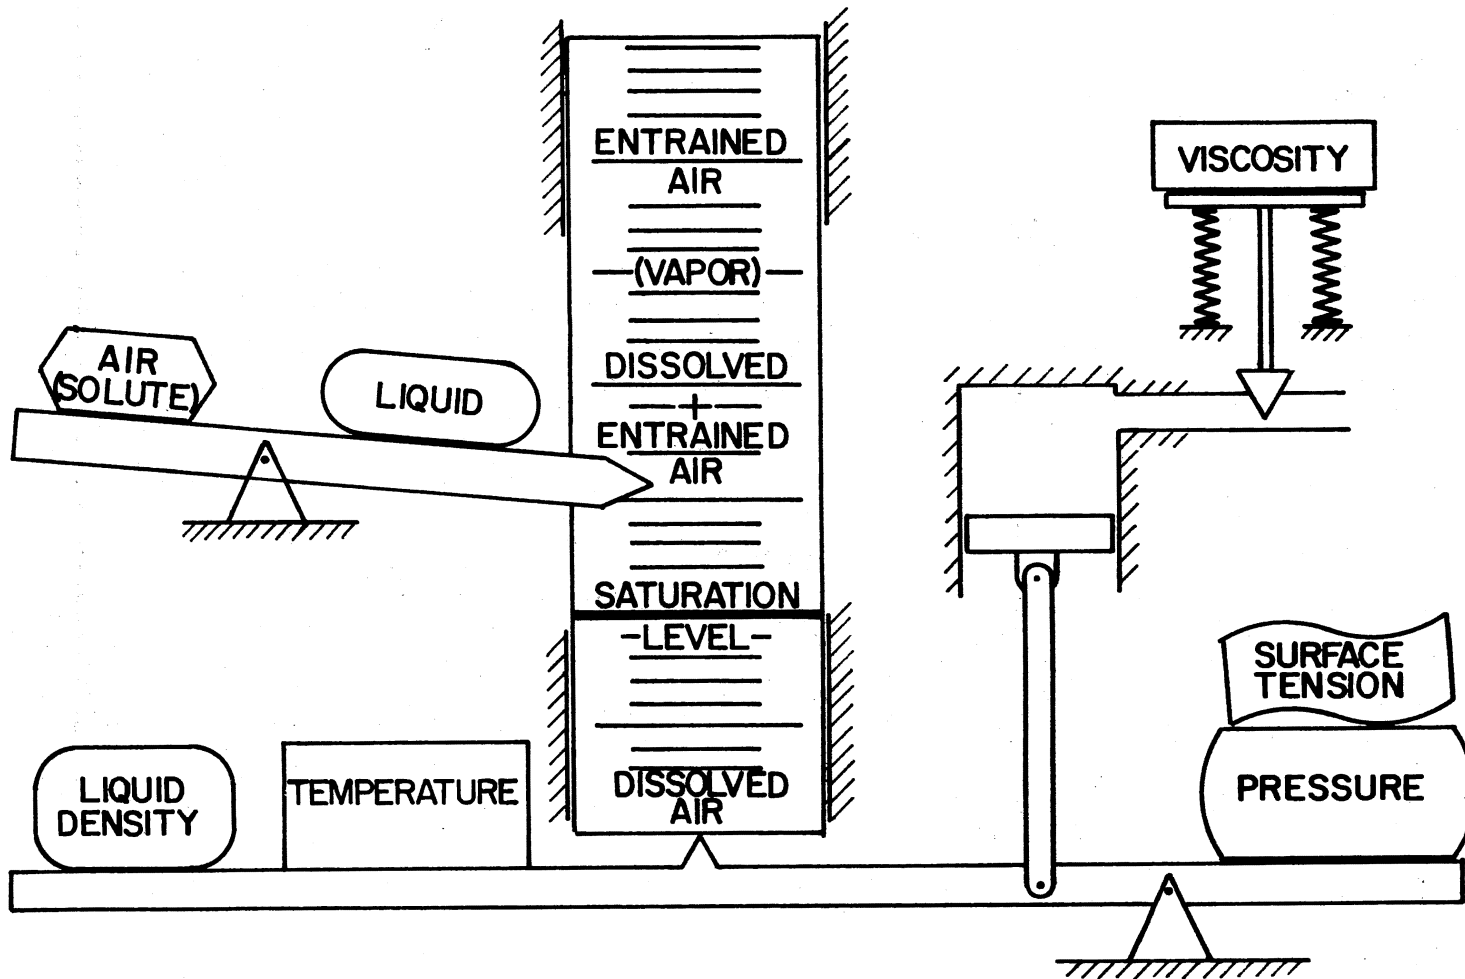 ENTRAINED
AIR
(VAPOR)
DISSOLVED
+
ENTRAINED
AIR
SATURATION
LEVEL
DISSOLVED
AIR
AIR
(SOLUTE)
LIQUID
VISCOSITY
LIQUID
DENSITY
TEMPERATURE
SURFACE
TENSION
PRESSURE